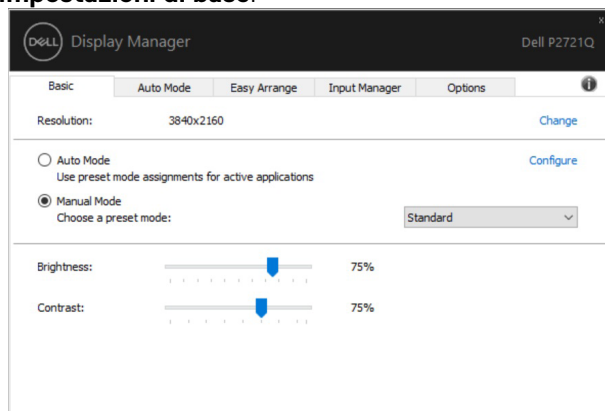 impostazioni di base.
DELL Display Manager
Dell P2721Q
Basic Auto Mode Easy Arrange Input Manager Options
Resolution: 3840x2160 Change
Auto Mode Configure
Use preset mode assignments for active applications
Manual Mode
Choose a preset mode: Standard
Brightness: 75%
Contrast: 75%